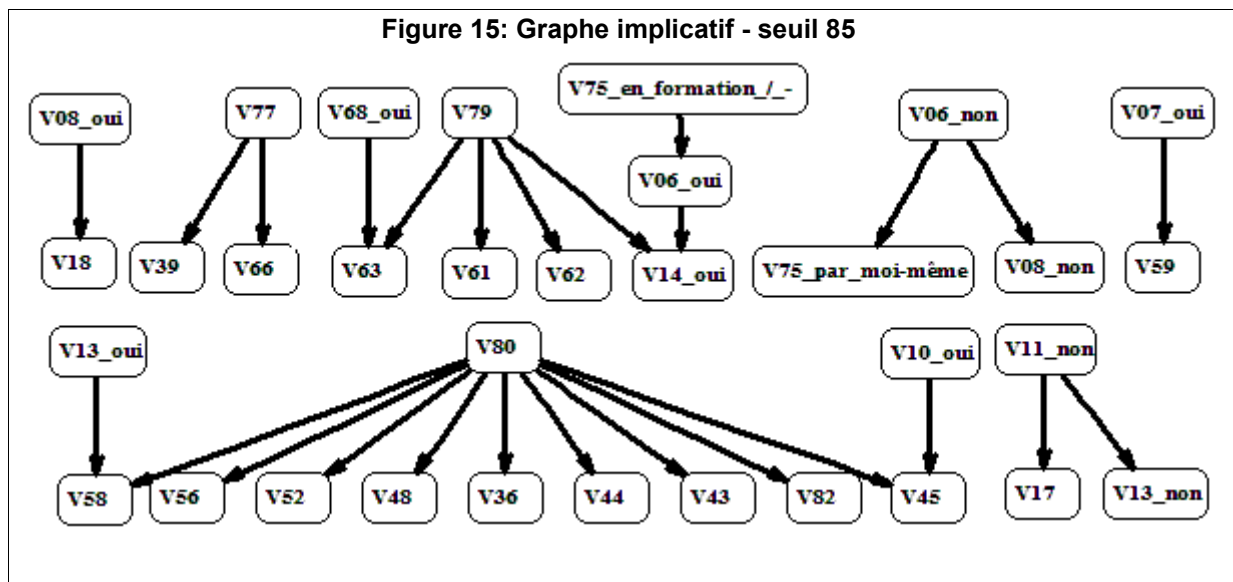 Figure 15: Graphe implicatif - seuil 85
V75_en_formation_/_-
V08_oui
V77
V68_oui
V79
V06_non
V07_oui
V06_oui
V18
V39
V66
V63
V61
V62
V14_oui
V75_par_moi-même
V08_non
V59
V13_oui
V80
V10_oui
V11_non
V58
V56
V52
V48
V36
V44
V43
V82
V45
V17
V13_non